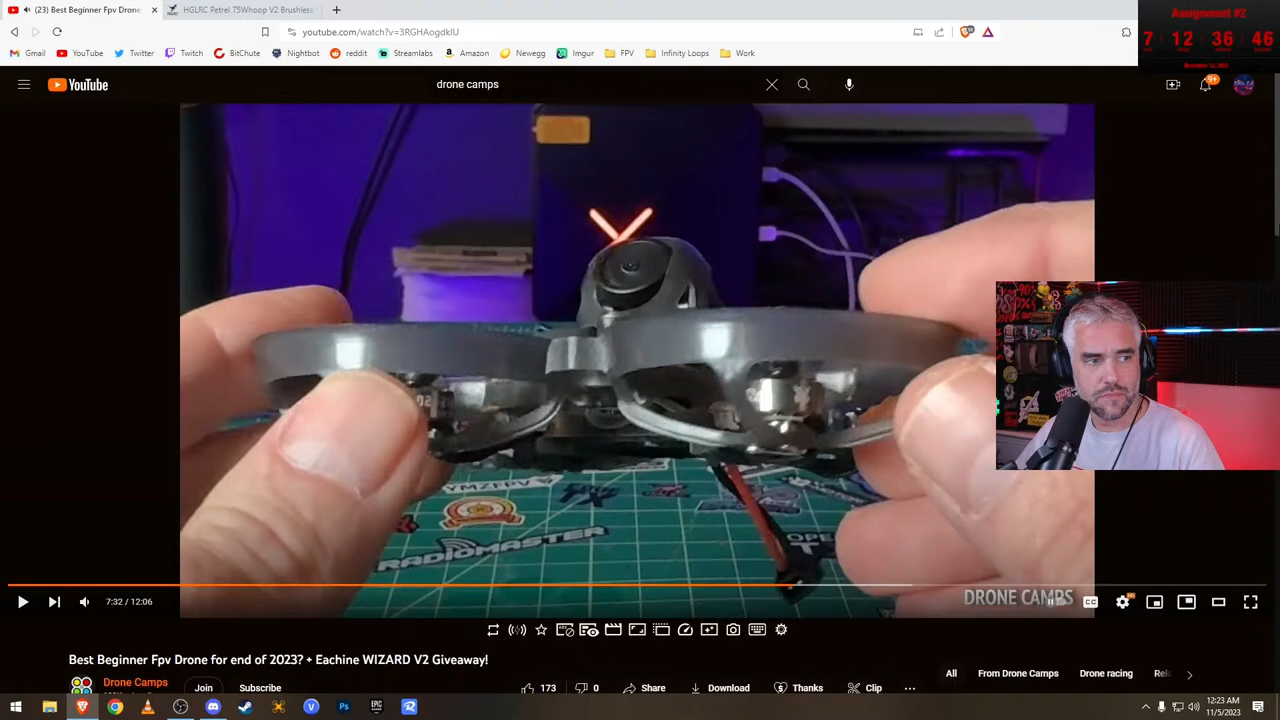 (23) Best Beginner Fpv Drone
HGLRC Petrel 75Whoop V2 Brushless
Assignment #2
7 12 36 46
youtube.com/watch?v=3RGHAogdkIU
Gmail YouTube Twitter Twitch BitChute Nightbot reddit Streamlabs Amazon Newegg Imgur FPV Infinity Loops Work
YouTube
drone camps
9+
YMZFPV
RADIOMASTER
DRONE CAMPS
7:32 / 12:06
CC
Best Beginner Fpv Drone for end of 2023? + Eachine WIZARD V2 Giveaway!
Drone Camps
Join
Subscribe
173
0
Share
Download
Thanks
Clip
All
From Drone Camps
Drone racing
Rel
12:23 AM
11/5/2023